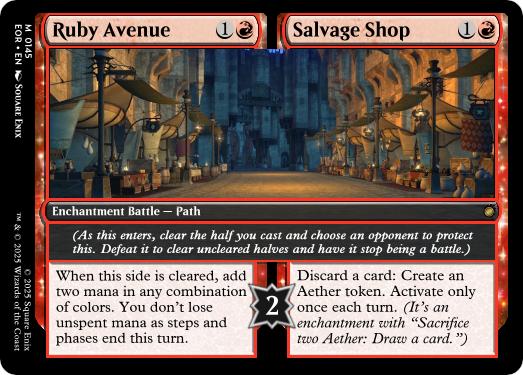 Ruby Avenue 1
Salvage Shop 1
Enchantment Battle — Path
(As this enters, clear the half you cast and choose an opponent to protect
this. Defeat it to clear uncleared halves and have it stop being a battle.)
When this side is cleared, add
two mana in any combination
of colors. You don't lose
unspent mana as steps and
phases end this turn.
2
Discard a card: Create an
Aether token. Activate only
once each turn. (It's an
enchantment with “Sacrifice
two Aether: Draw a card.”)
M 0145
EOR • EN SQUARE ENIX
™ & © 2025 Wizards of the Coast
© 2025 Square Enix